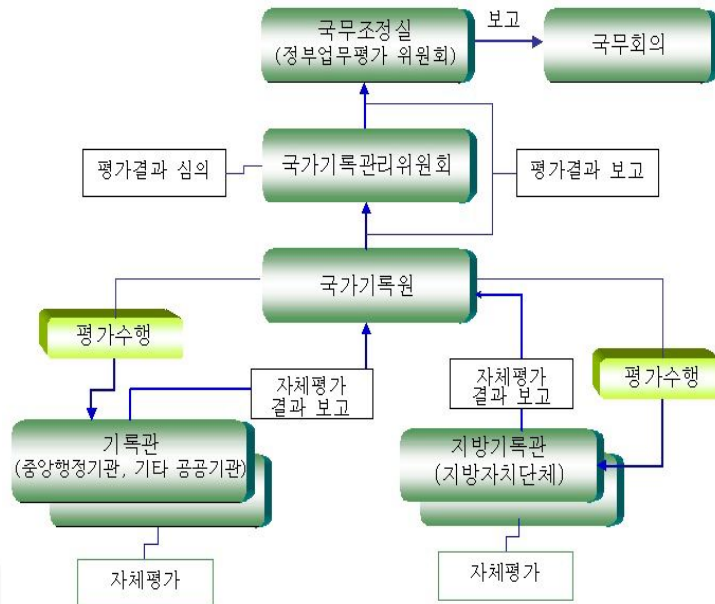 국무조정실
(정부업무평가 위원회)
보고
국무회의
평가결과 심의
국가기록관리위원회
평가결과 보고
국가기록원
평가수행
자체평가
결과 보고
자체평가
결과 보고
평가수행
기록관
(중앙행정기관, 기타 공공기관)
지방기록관
(지방자치단체)
자체평가
자체평가